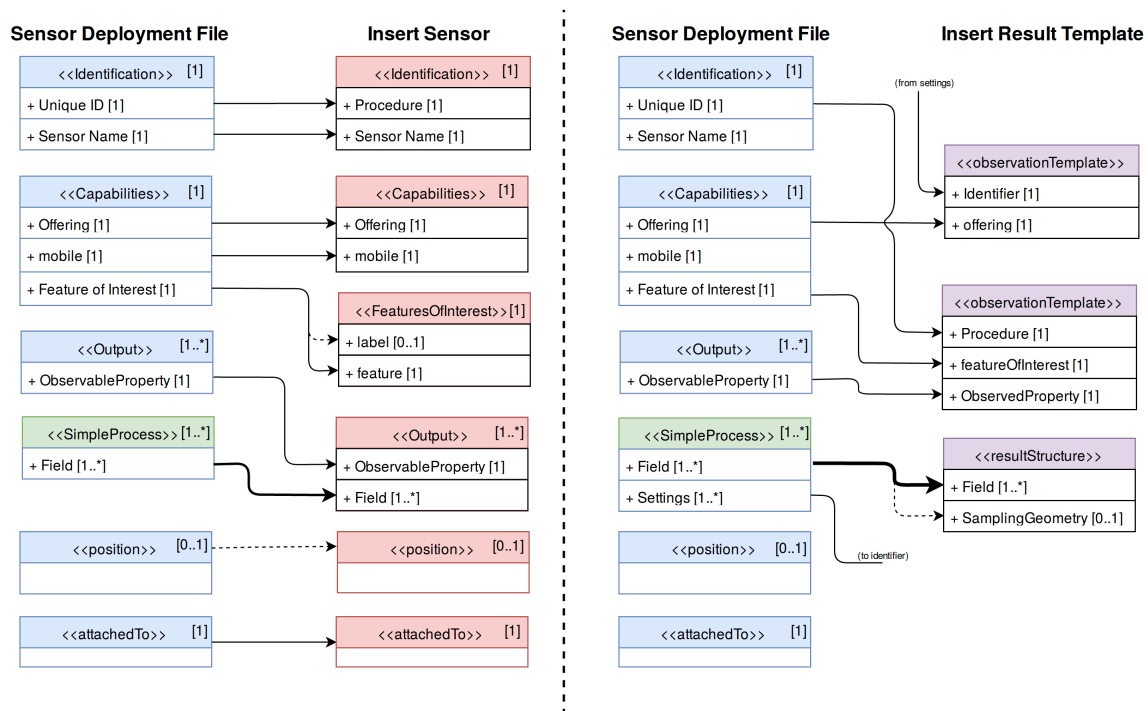 Sensor Deployment File
Insert Sensor
<<Identification>> [1]
+ Unique ID [1]
+ Sensor Name [1]
<<Identification>> [1]
+ Procedure [1]
+ Sensor Name [1]
<<Capabilities>> [1]
+ Offering [1]
+ mobile [1]
+ Feature of Interest [1]
<<Capabilities>> [1]
+ Offering [1]
+ mobile [1]
<<FeaturesOfInterest>> [1]
+ label [0..1]
+ feature [1]
<<Output>> [1..*]
+ ObservableProperty [1]
<<SimpleProcess>> [1..*]
+ Field [1..*]
<<Output>> [1..*]
+ ObservableProperty [1]
+ Field [1..*]
<<position>> [0..1]
<<position>> [0..1]
<<attachedTo>> [1]
<<attachedTo>> [1]
Sensor Deployment File
Insert Result Template
<<Identification>> [1]
+ Unique ID [1]
+ Sensor Name [1]
(from settings)
<<observationTemplate>>
+ Identifier [1]
+ offering [1]
<<Capabilities>> [1]
+ Offering [1]
+ mobile [1]
+ Feature of Interest [1]
<<observationTemplate>>
+ Procedure [1]
+ featureOfInterest [1]
+ ObservedProperty [1]
<<Output>> [1..*]
+ ObservableProperty [1]
<<SimpleProcess>> [1..*]
+ Field [1..*]
+ Settings [1..*]
<<resultStructure>>
+ Field [1..*]
+ SamplingGeometry [0..1]
<<position>> [0..1]
(to identifier)
<<attachedTo>> [1]